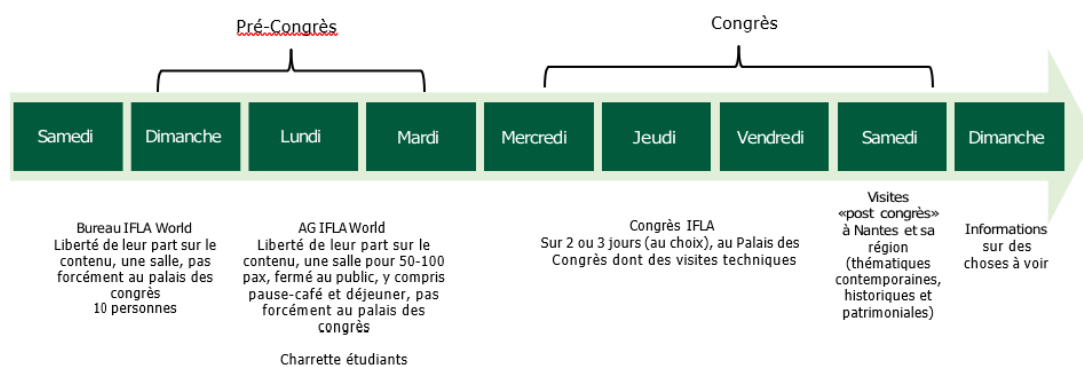 Pré-Congrès
Congrès
Samedi
Dimanche
Lundi
Mardi
Mercredi
Jeudi
Vendredi
Samedi
Dimanche
Bureau IFLA World
Liberté de leur part sur le
contenu, une salle, pas
forcément au palais des
congrès
10 personnes
AG IFLA World
Liberté de leur part sur le
contenu, une salle pour 50-100
pax, fermé au public, y compris
pause-café et déjeuner, pas
forcément au palais des
congrès
Charrette étudiants
Congrès IFLA
Sur 2 ou 3 jours (au choix), au Palais des
Congrès dont des visites techniques
Visites
«post congrès»
à Nantes et sa
région
(thématiques
contemporaines,
historiques et
patrimoniales)
Informations
sur des
choses à voir